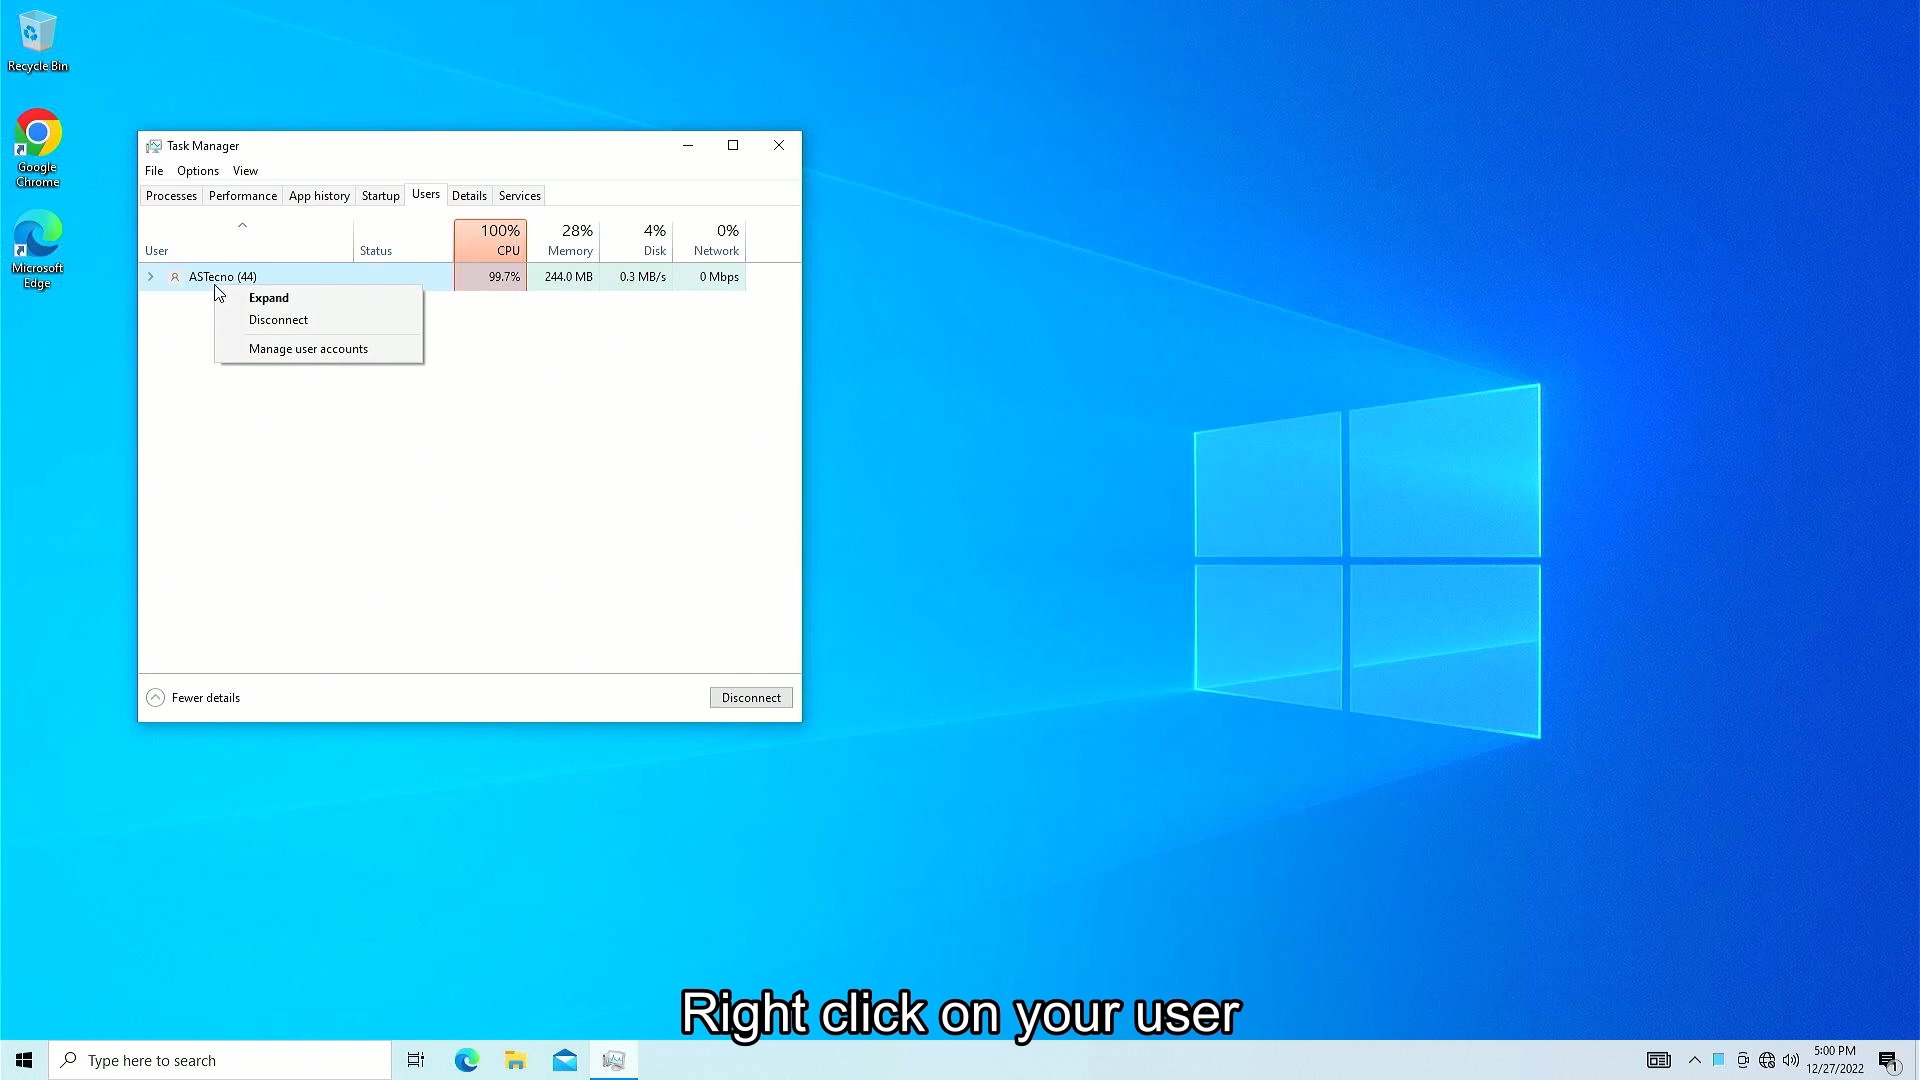 Recycle Bin
Google
Chrome
Microsoft
Edge
Task Manager
File Options View
Processes Performance App history Startup Users Details Services
100% 28% 4% 0%
User Status CPU Memory Disk Network
ASTecno (44) 99.7% 244.0 MB 0.3 MB/s 0 Mbps
Expand
Disconnect
Manage user accounts
Fewer details Disconnect
Right click on your user
Type here to search
5:00 PM
12/27/2022
1